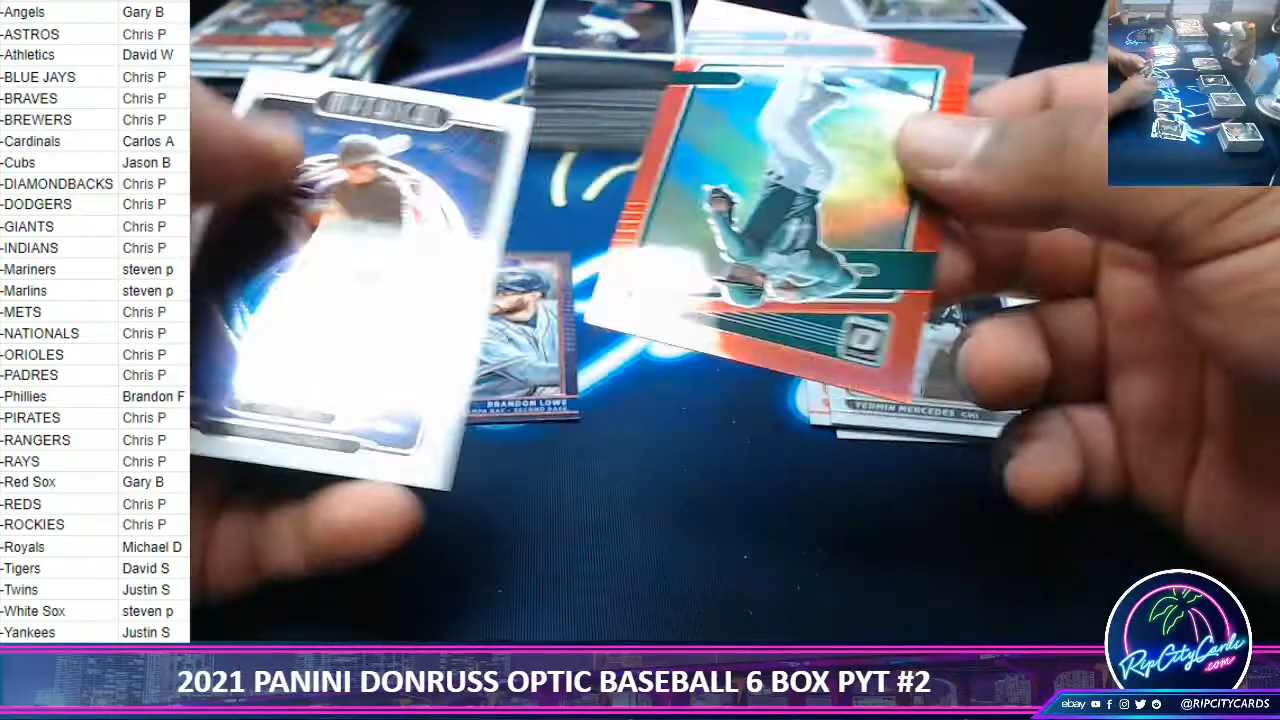 -Angels Gary B
-ASTROS Chris P
-Athletics David W
-BLUE JAYS Chris P
-BRAVES Chris P
-BREWERS Chris P
-Cardinals Carlos A
-Cubs Jason B
-DIAMONDBACKS Chris P
-DODGERS Chris P
-GIANTS Chris P
-INDIANS Chris P
-Mariners steven p
-Marlins steven p
-METS Chris P
-NATIONALS Chris P
-ORIOLES Chris P
-PADRES Chris P
-Phillies Brandon F
-PIRATES Chris P
-RANGERS Chris P
-RAYS Chris P
-Red Sox Gary B
-REDS Chris P
-ROCKIES Chris P
-Royals Michael D
-Tigers David S
-Twins Justin S
-White Sox steven p
-Yankees Justin S
BRANDON LOWE
BAY - SECOND BASE
YERMIN MERCEDES CHI
2021 PANINI DONRUSS OPTIC BASEBALL 6 BOX PYT #2
RipCityCards
.com
ebay @RIPCITYCARDS